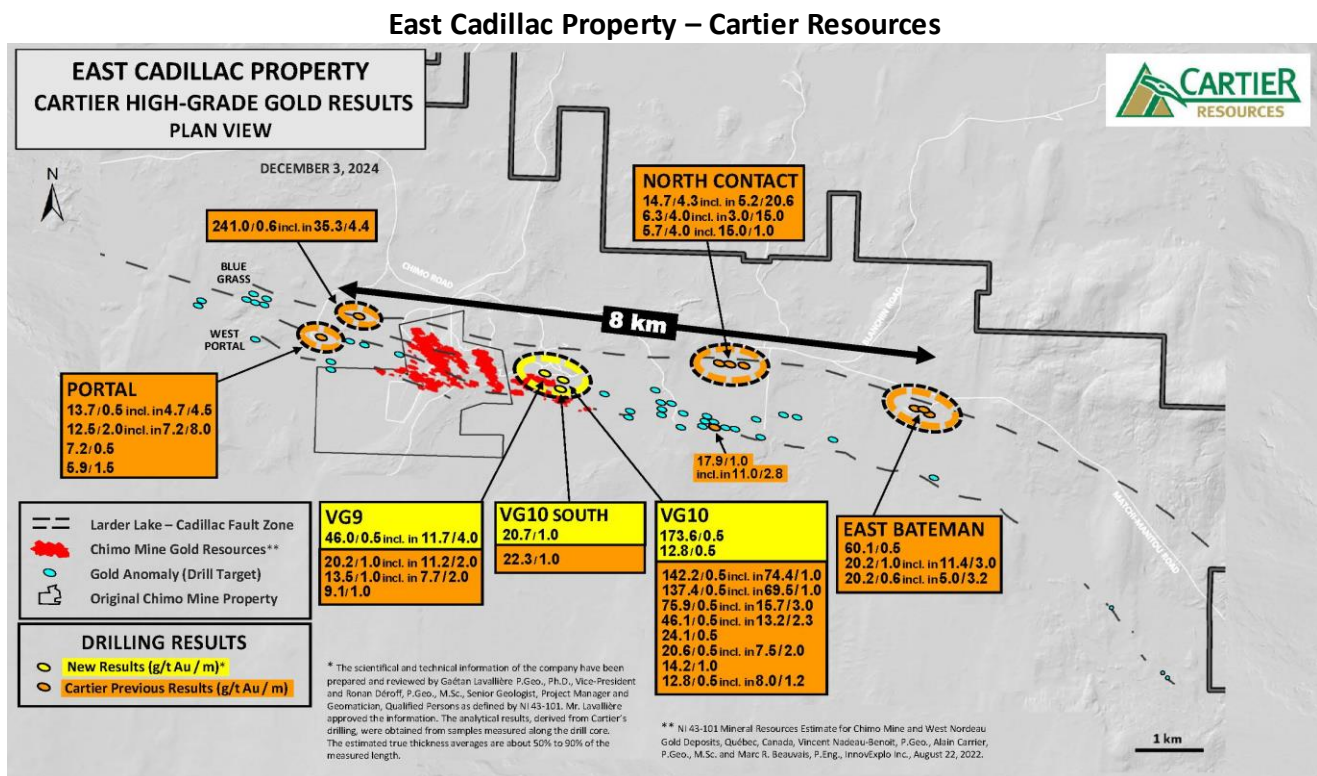 East Cadillac Property – Cartier Resources
EAST CADILLAC PROPERTY
CARTIER HIGH-GRADE GOLD RESULTS
PLAN VIEW
DECEMBER 3, 2024
CARTIER
RESOURCES
N
NORTH CONTACT
14.7/4.3 incl. in 5.2/20.6
6.3/4.0 incl. in 3.0/15.0
5.7/4.0 incl. 15.0/1.0
241.0/0.6 incl. in 35.3/4.4
BLUE
GRASS
CHIMO ROAD
8 km
WEST
PORTAL
PORTAL
13.7/0.5 incl. in 4.7/4.5
12.5/2.0 incl. in 7.2/8.0
7.2/0.5
5.9/1.5
17.9/1.0
incl. in 11.0/2.8
MATCHI-MANITOU ROAD
Larder Lake – Cadillac Fault Zone
Chimo Mine Gold Resources**
Gold Anomaly (Drill Target)
Original Chimo Mine Property
DRILLING RESULTS
New Results (g/t Au / m)*
Cartier Previous Results (g/t Au / m)
VG9
46.0/0.5 incl. in 11.7/4.0
20.2/1.0 incl. in 11.2/2.0
13.5/1.0 incl. in 7.7/2.0
9.1/1.0
VG10 SOUTH
20.7/1.0
22.3/1.0
VG10
173.6/0.5
12.8/0.5
142.2/0.5 incl. in 74.4/1.0
137.4/0.5 incl. in 69.5/1.0
75.9/0.5 incl. in 15.7/3.0
46.1/0.5 incl. in 13.2/2.3
24.1/0.5
20.6/0.5 incl. in 7.5/2.0
14.2/1.0
12.8/0.5 incl. in 8.0/1.2
EAST BATEMAN
60.1/0.5
20.2/1.0 incl. in 11.4/3.0
20.2/0.6 incl. in 5.0/3.2
* The scientifical and technical information of the company have been
prepared and reviewed by Gaétan Lavallière P.Geo., Ph.D., Vice-President
and Ronan Déroff, P.Geo., M.Sc., Senior Geologist, Project Manager and
Geomatician, Qualified Persons as defined by NI 43-101. Mr. Lavallière
approved the information. The analytical results, derived from Cartier's
drilling, were obtained from samples measured along the drill core.
The estimated true thickness averages are about 50% to 90% of the
measured length.
** NI 43-101 Mineral Resources Estimate for Chimo Mine and West Nordeau
Gold Deposits, Québec, Canada, Vincent Nadeau-Benoit, P.Geo., Alain Carrier,
P.Geo., M.Sc. and Marc R. Beauvais, P.Eng., InnovExplo Inc., August 22, 2022.
1 km